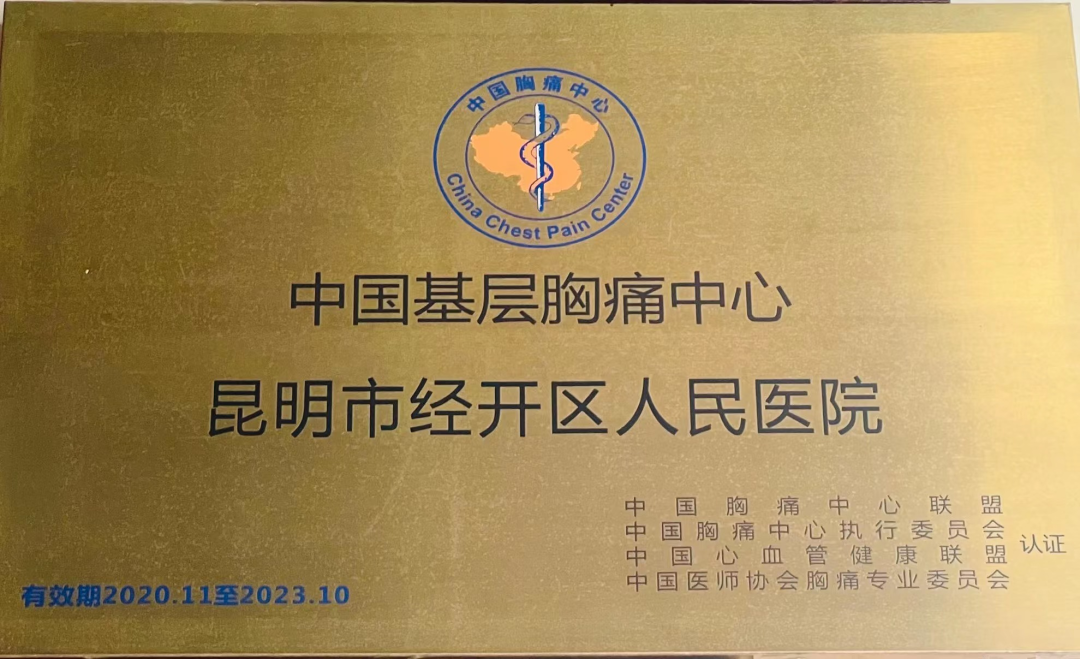 中国胸痛中心
China Chest Pain Center
中国基层胸痛中心
昆明市经开区人民医院
中国胸痛中心联盟
中国胸痛中心执行委员会
中国心血管健康联盟
中国医师协会胸痛专业委员会
认证
有效期2020.11至2023.10